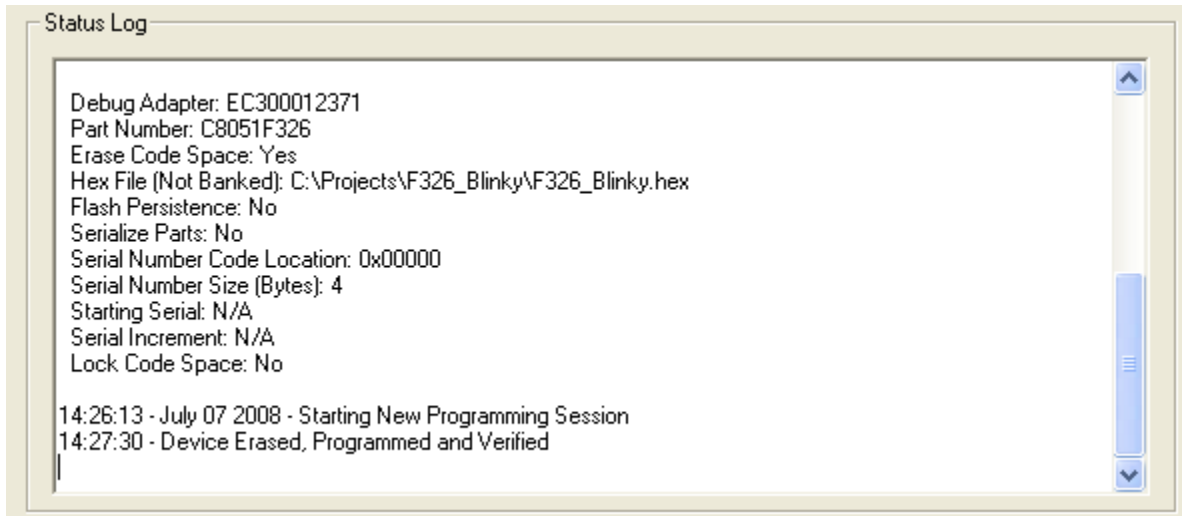 Status Log
Debug Adapter: EC300012371
Part Number: C8051F326
Erase Code Space: Yes
Hex File (Not Banked): C:\Projects\F326_Blinky\F326_Blinky.hex
Flash Persistence: No
Serialize Parts: No
Serial Number Code Location: 0x00000
Serial Number Size (Bytes): 4
Starting Serial: N/A
Serial Increment: N/A
Lock Code Space: No
14:26:13 - July 07 2008 - Starting New Programming Session
14:27:30 - Device Erased, Programmed and Verified